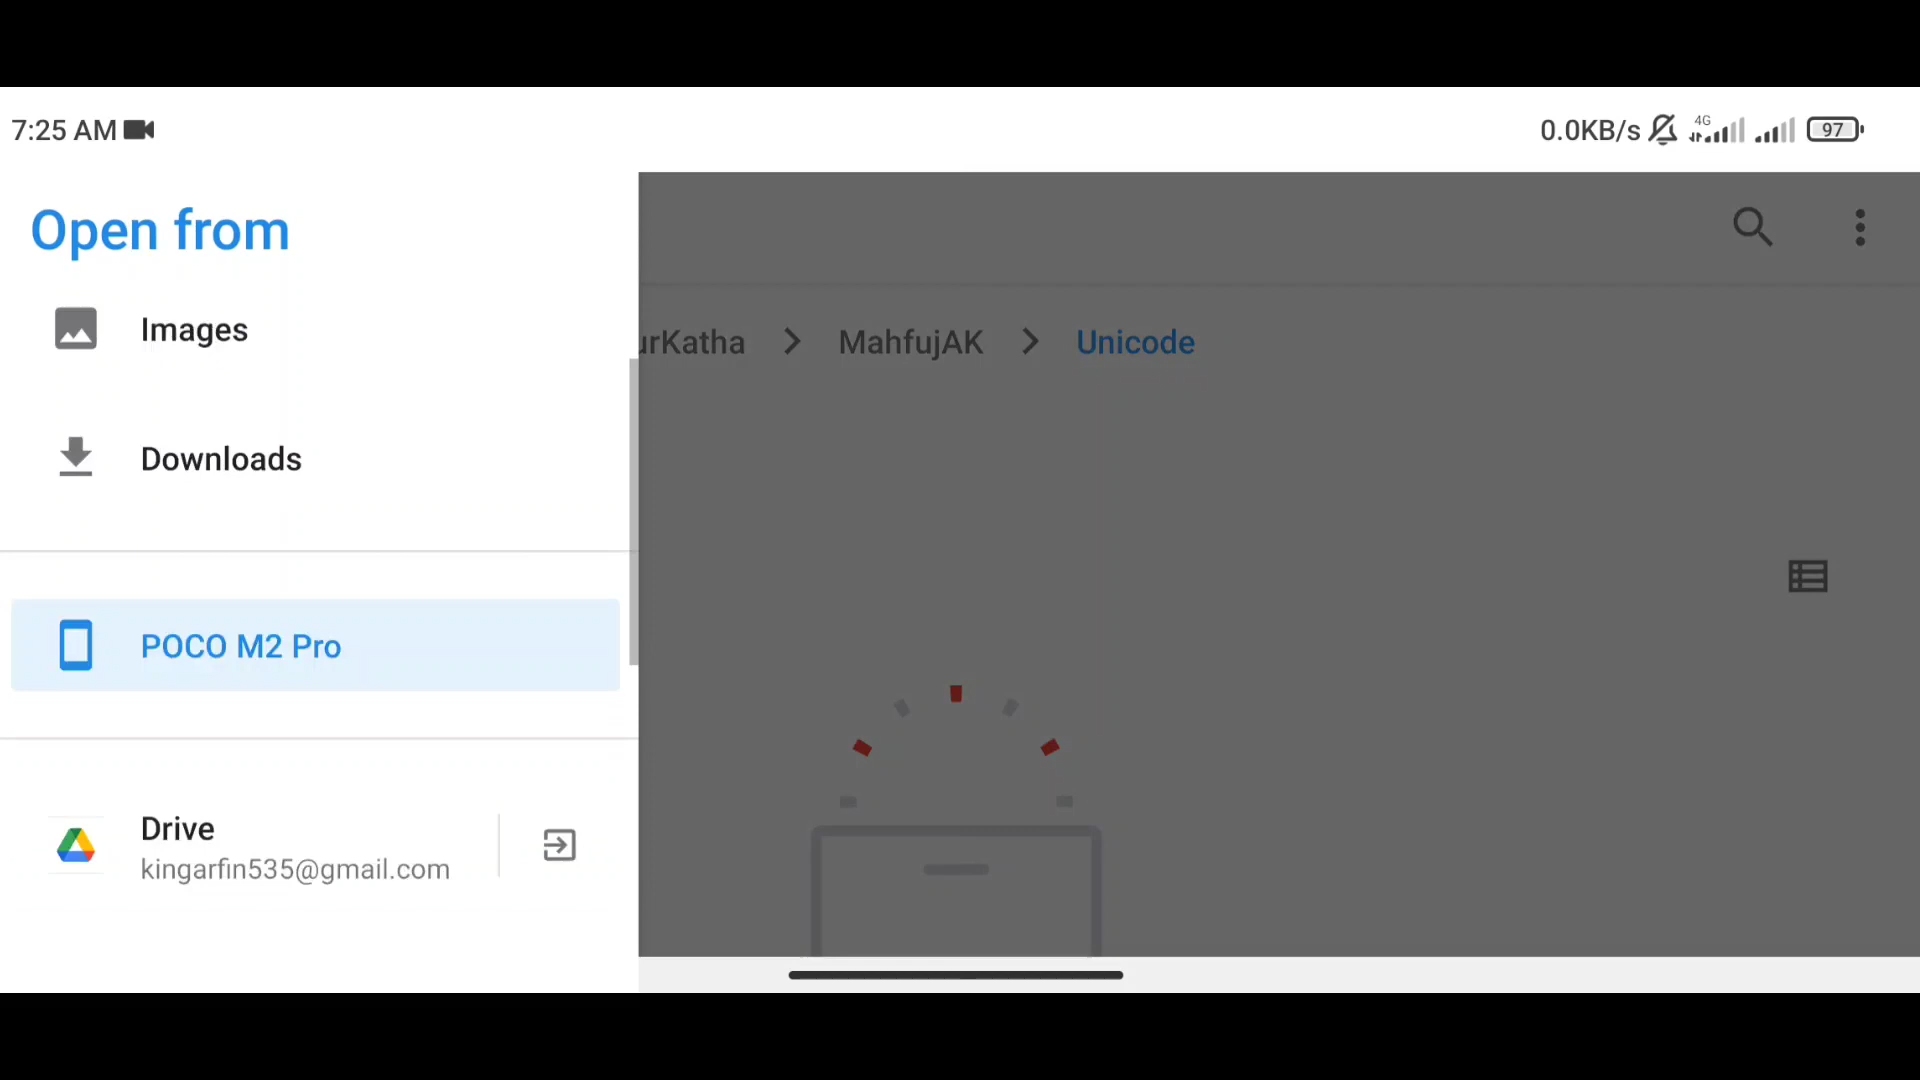 7:25 AM
0.0KB/s 4G 97
Open from
Images
urKatha > MahfujAK > Unicode
Downloads
POCO M2 Pro
Drive
kingarfin535@gmail.com